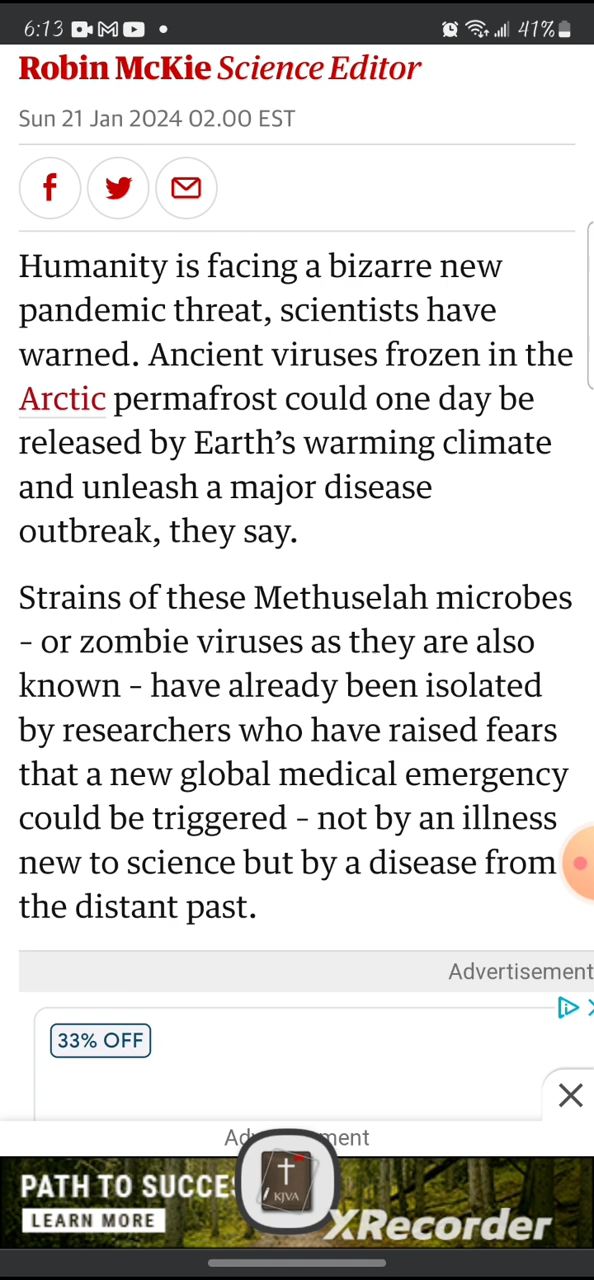 6:13
41%
Robin McKie Science Editor
Sun 21 Jan 2024 02.00 EST
Humanity is facing a bizarre new
pandemic threat, scientists have
warned. Ancient viruses frozen in the
Arctic permafrost could one day be
released by Earth’s warming climate
and unleash a major disease
outbreak, they say.
Strains of these Methuselah microbes
– or zombie viruses as they are also
known – have already been isolated
by researchers who have raised fears
that a new global medical emergency
could be triggered – not by an illness
new to science but by a disease from
the distant past.
Advertisement
33% OFF
PATH TO
LEARN MORE
KJVA
XRecorder